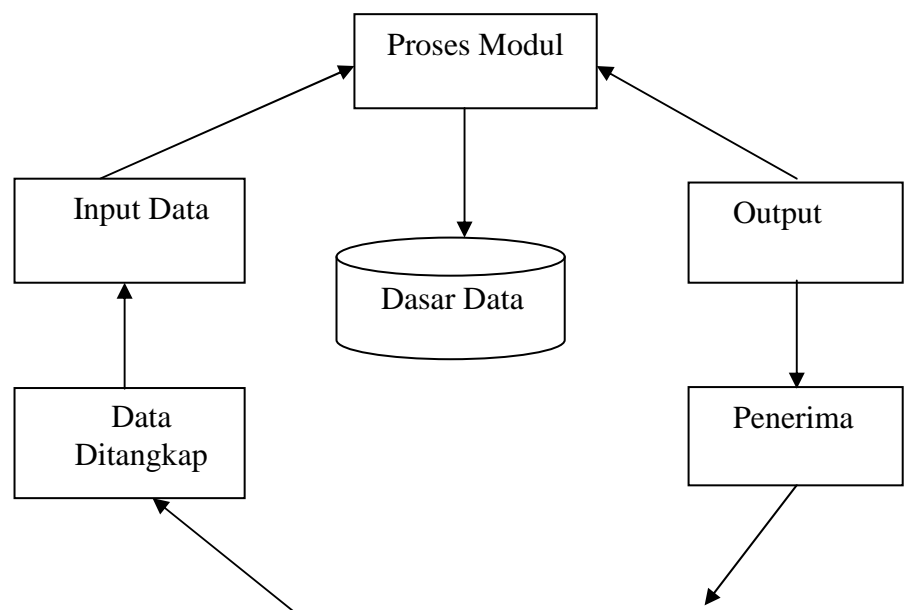 Proses Modul
Input Data
Output
Dasar Data
Data
Ditangkap
Penerima